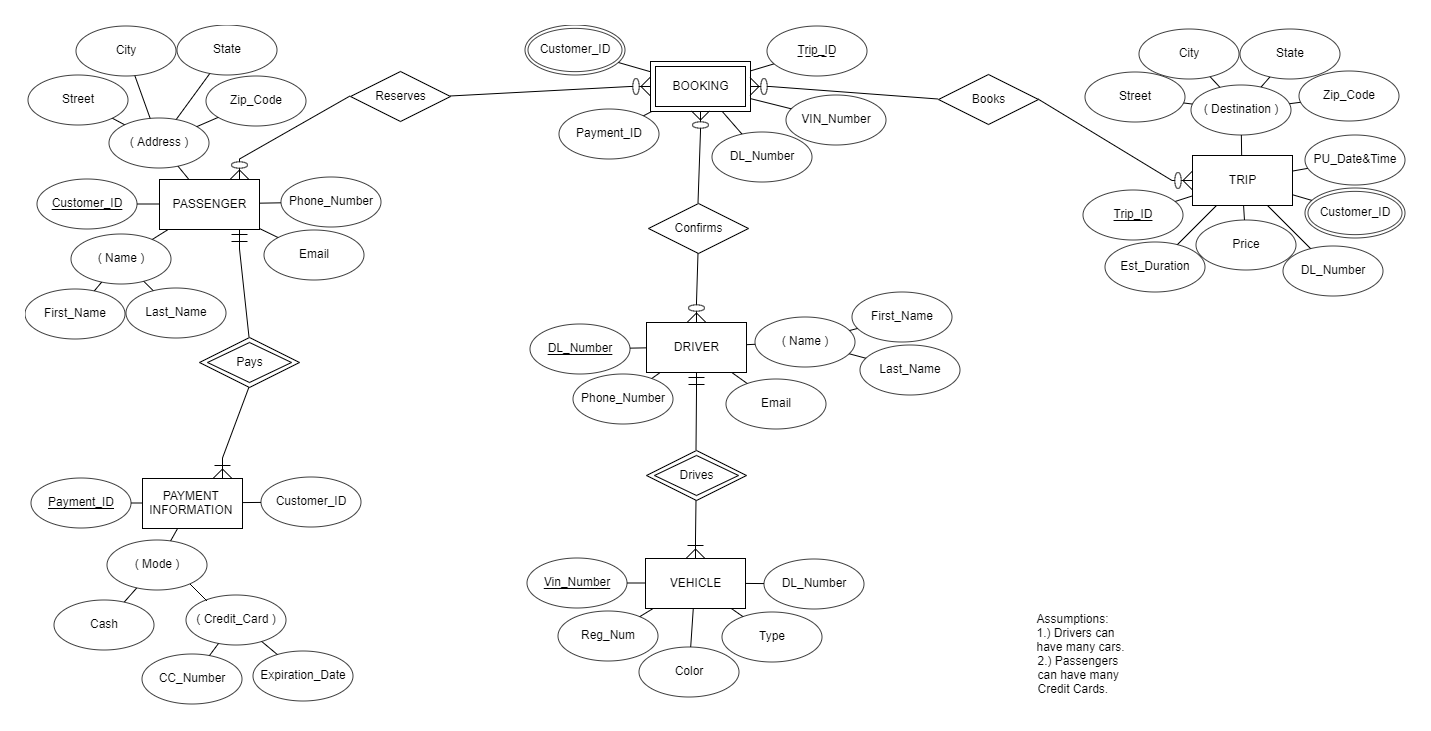 City
State
Street
Zip_Code
( Address )
Customer_ID
PASSENGER
Phone_Number
( Name )
Email
First_Name
Last_Name
Reserves
Pays
Payment_ID
PAYMENT
INFORMATION
Customer_ID
( Mode )
Cash
( Credit_Card )
CC_Number
Expiration_Date
Customer_ID
Trip_ID
BOOKING
Payment_ID
VIN_Number
DL_Number
Confirms
DL_Number
DRIVER
( Name )
First_Name
Last_Name
Phone_Number
Email
Drives
Vin_Number
VEHICLE
DL_Number
Reg_Num
Type
Color
Books
City
State
Street
Zip_Code
( Destination )
PU_Date&Time
TRIP
Trip_ID
Customer_ID
Est_Duration
Price
DL_Number
Assumptions:
1.) Drivers can
have many cars.
2.) Passengers
can have many
Credit Cards.